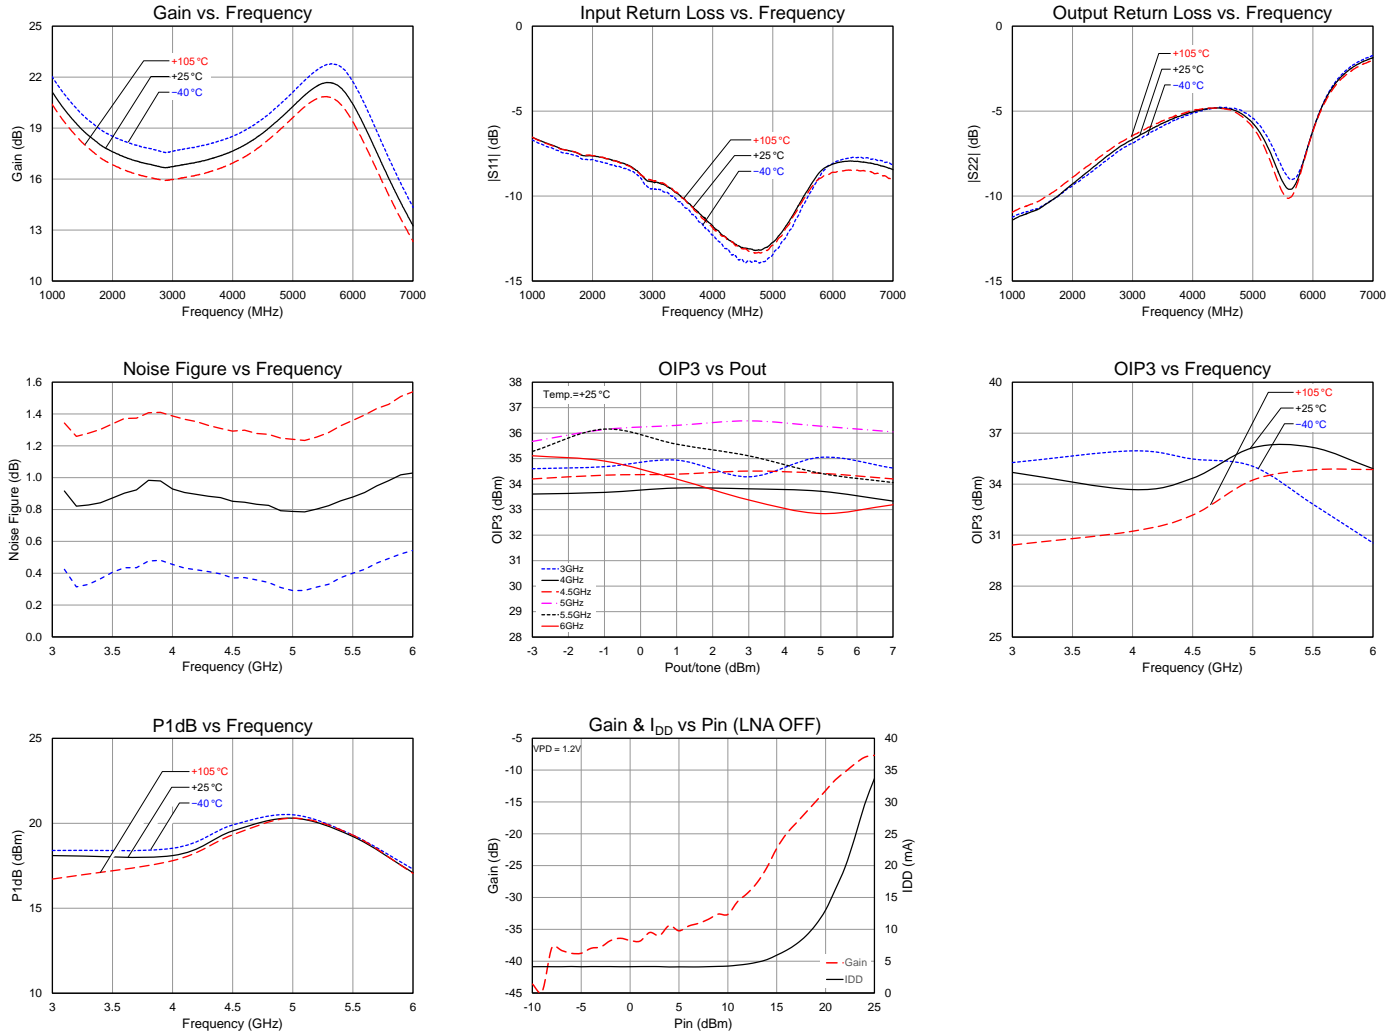 Gain vs. Frequency
25
22
19
16
13
10
Gain (dB)
+105 °C
+25 °C
−40 °C
1000 2000 3000 4000 5000 6000 7000
Frequency (MHz)
Input Return Loss vs. Frequency
0
-5
-10
-15
|S11| (dB)
+105 °C
+25 °C
−40 °C
1000 2000 3000 4000 5000 6000 7000
Frequency (MHz)
Output Return Loss vs. Frequency
0
-5
-10
-15
|S22| (dB)
+105 °C
+25 °C
−40 °C
1000 2000 3000 4000 5000 6000 7000
Frequency (MHz)
Noise Figure vs Frequency
1.6
1.4
1.2
1.0
0.8
0.6
0.4
0.2
0.0
Noise Figure (dB)
3 3.5 4 4.5 5 5.5 6
Frequency (GHz)
OIP3 vs Pout
38
37
36
35
34
33
32
31
30
29
28
OIP3 (dBm)
Temp.=+25 °C
3GHz
4GHz
4.5GHz
5GHz
5.5GHz
6GHz
-3 -2 -1 0 1 2 3 4 5 6 7
Pout/tone (dBm)
OIP3 vs Frequency
40
37
34
31
28
25
OIP3 (dBm)
+105 °C
+25 °C
−40 °C
3 3.5 4 4.5 5 5.5 6
Frequency (GHz)
P1dB vs Frequency
25
20
15
10
P1dB (dBm)
+105 °C
+25 °C
−40 °C
3 3.5 4 4.5 5 5.5 6
Frequency (GHz)
Gain & IDD vs Pin (LNA OFF)
-5
-10
-15
-20
-25
-30
-35
-40
-45
Gain (dB)
VPD = 1.2V
Gain
IDD
40
35
30
25
20
15
10
5
0
IDD (mA)
-10 -5 0 5 10 15 20 25
Pin (dBm)